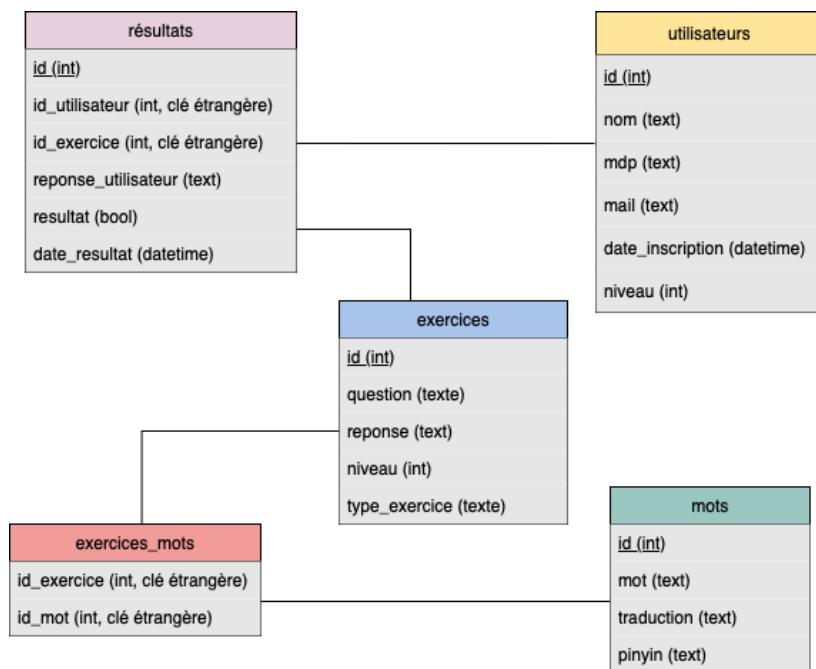 résultats
id (int)
id_utilisateur (int, clé étrangère)
id_exercice (int, clé étrangère)
reponse_utilisateur (text)
resultat (bool)
date_resultat (datetime)
utilisateurs
id (int)
nom (text)
mdp (text)
mail (text)
date_inscription (datetime)
niveau (int)
exercices
id (int)
question (texte)
reponse (text)
niveau (int)
type_exercice (texte)
exercices_mots
id_exercice (int, clé étrangère)
id_mot (int, clé étrangère)
mots
id (int)
mot (text)
traduction (text)
pinyin (text)